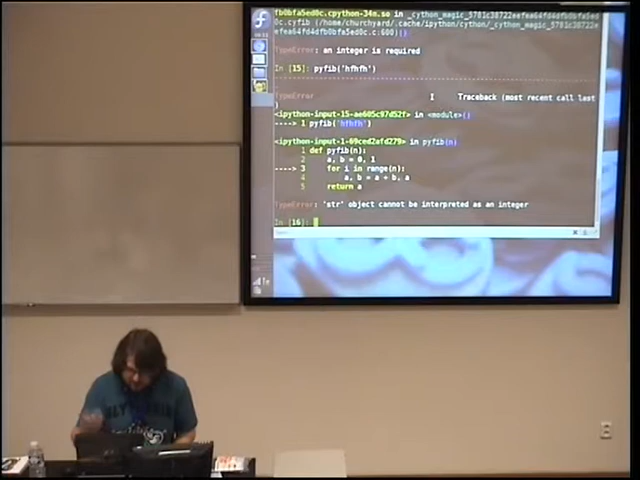 fb0bfa5ed0c.cpython-34m.so in _cython_magic_5781c38722eefea64fd4dfb0bfa5ed
0c.cyfib (/home/churchyard/.cache/ipython/cython/_cython_magic_5781c38722e
efea64fd4dfb0bfa5ed0c.c:600)()
TypeError: an integer is required
In [15]: pyfib('hfhfh')
TypeError Traceback (most recent call last
)
<ipython-input-15-ae605c97d52f> in <module>()
----> 1 pyfib('hfhfh')
<ipython-input-1-69ced2afd279> in pyfib(n)
1 def pyfib(n):
2 a, b = 0, 1
----> 3 for i in range(n):
4 a, b = a + b, a
5 return a
TypeError: 'str' object cannot be interpreted as an integer
In [16]: